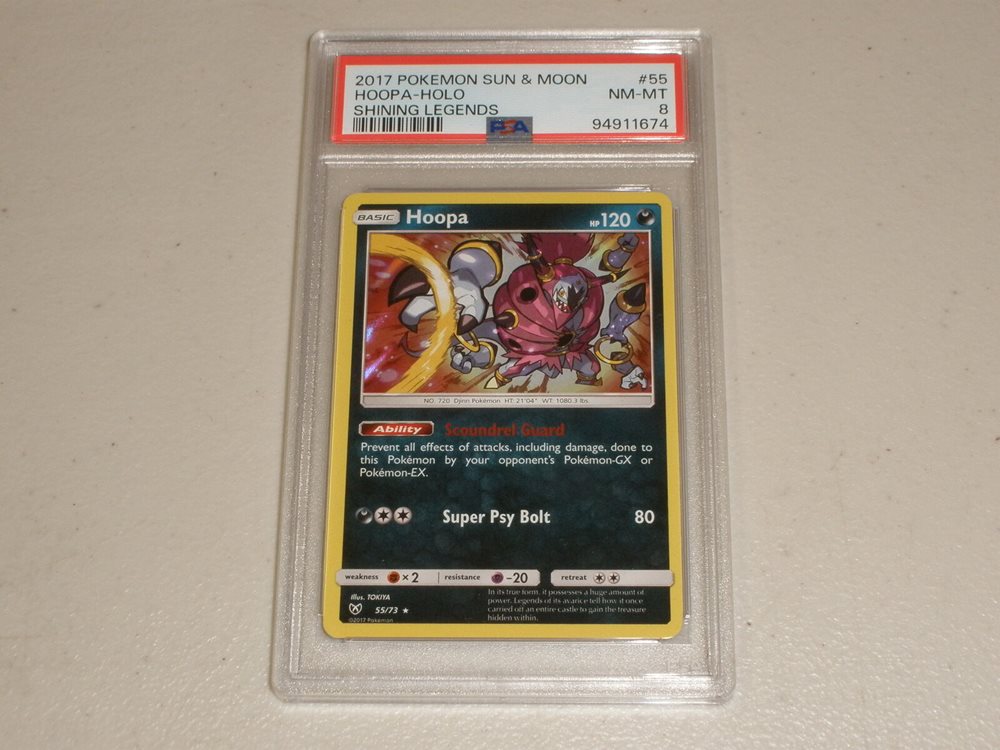 2017 POKEMON SUN & MOON #55
HOOPA-HOLO NM-MT
SHINING LEGENDS 8
PSA 94911674
BASIC Hoopa HP 120
NO. 720 Djinn Pokémon HT: 21'04" WT: 1080.3 lbs.
Ability Scoundrel Guard
Prevent all effects of attacks, including damage, done to
this Pokémon by your opponent's Pokémon-GX or
Pokémon-EX.
Super Psy Bolt 80
weakness ×2 resistance -20 retreat
Illus. TOKIYA
55/73
©2017 Pokémon
In its true form, it possesses a huge amount of
power. Legends of its avarice tell how it once
carried off an entire castle to gain the treasure
hidden within.